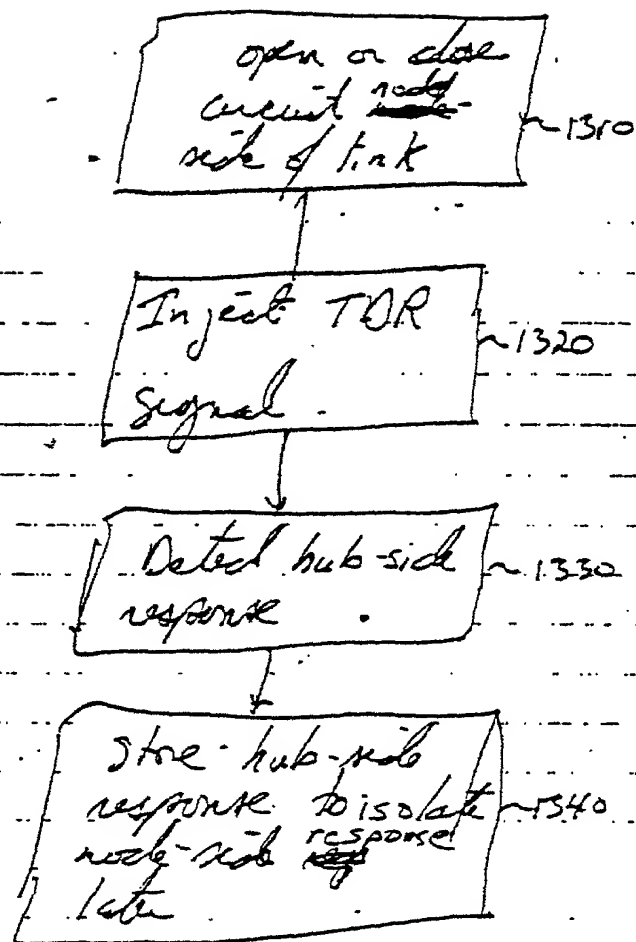 open or close
circuit node
side of link
~1310
Inject TDR
signal.
~1320
Detect hub-side
response.
~1330
Store hub-side
response to isolate
node-side response
later
~1340